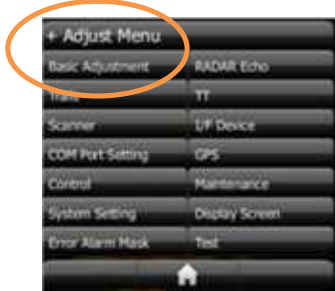 + Adjust Menu
Basic Adjustment RADAR Echo
Trans TT
Scanner I/F Device
COM Port Setting GPS
Control Maintenance
System Setting Display Screen
Error Alarm Mask Test